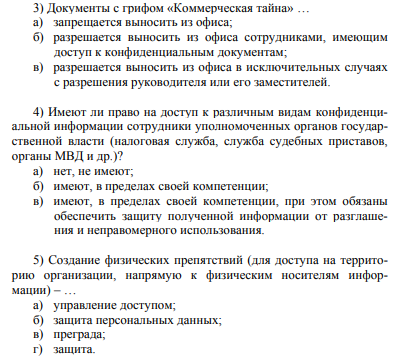 3) Документы с грифом «Коммерческая тайна» …
а) запрещается выносить из офиса;
б) разрешается выносить из офиса сотрудниками, имеющим
доступ к конфиденциальным документам;
в) разрешается выносить из офиса в исключительных случаях
с разрешения руководителя или его заместителей.
4) Имеют ли право на доступ к различным видам конфиденци-
альной информации сотрудники уполномоченных органов государ-
ственной власти (налоговая служба, служба судебных приставов,
органы МВД и др.)?
а) нет, не имеют;
б) имеют, в пределах своей компетенции;
в) имеют, в пределах своей компетенции, при этом обязаны
обеспечить защиту полученной информации от разглаше-
ния и неправомерного использования.
5) Создание физических препятствий (для доступа на террито-
рию организации, напрямую к физическим носителям инфор-
мации) – …
а) управление доступом;
б) защита персональных данных;
в) преграда;
г) защита.